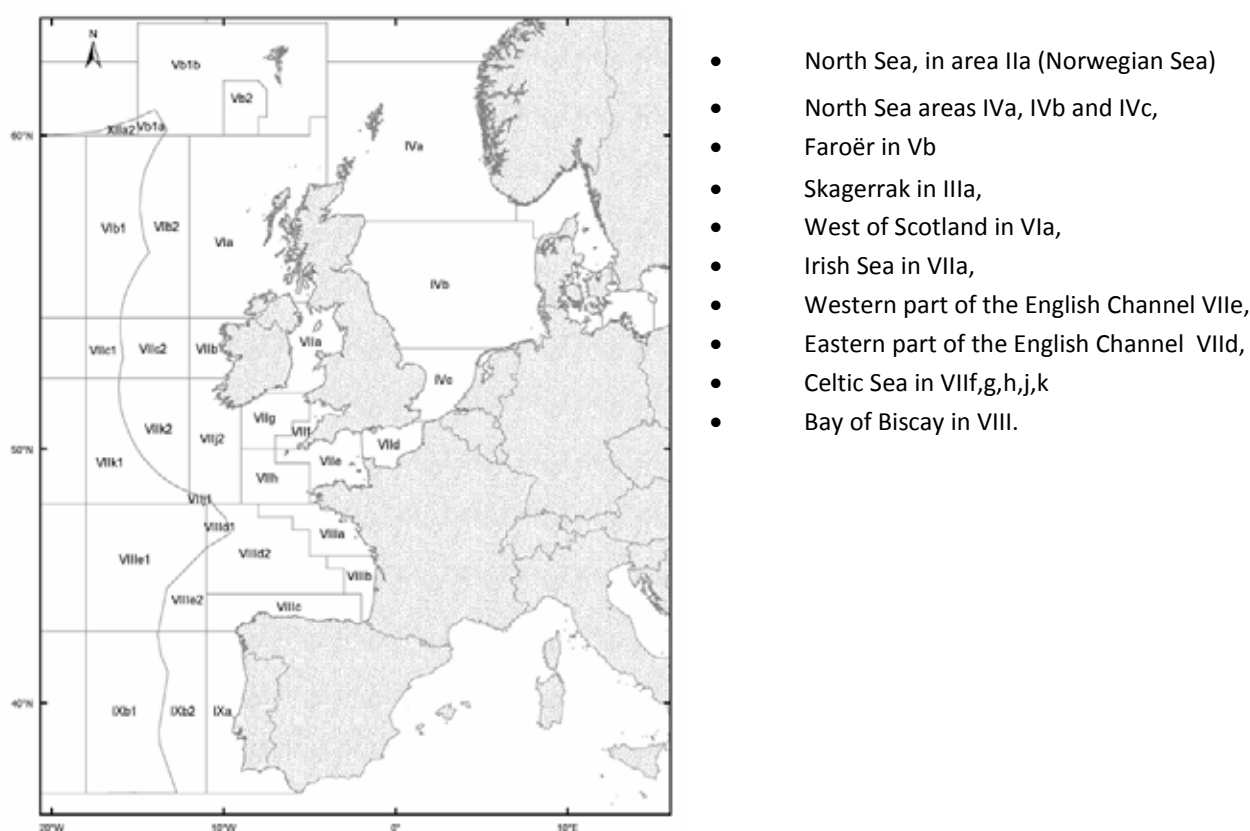 N
Vb1b
Vb2
XIIa2 Vb1a
60°N
IVa
VIb1 VIb2 VIa
IVb
VIIc1 VIIc2 VIIb1 VIIa
IVc
VIIg VIIf
VIId
VIIk2 VIIj2 VIIe
50°N
VIIk1 VIIh
VIIj1
VIIId1 VIIIa
VIIIe1 VIIId2
VIIIb
VIIIe2 VIIIc
40°N
IXb1 IXb2 IXa
20°W 10°W 0° 10°E
• North Sea, in area IIa (Norwegian Sea)
• North Sea areas IVa, IVb and IVc,
• Faroër in Vb
• Skagerrak in IIIa,
• West of Scotland in VIa,
• Irish Sea in VIIa,
• Western part of the English Channel VIIe,
• Eastern part of the English Channel VIId,
• Celtic Sea in VIIf,g,h,j,k
• Bay of Biscay in VIII.